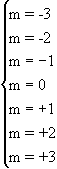 m = -3
m = -2
m = −1
m = 0
m = +1
m = +2
m = +3